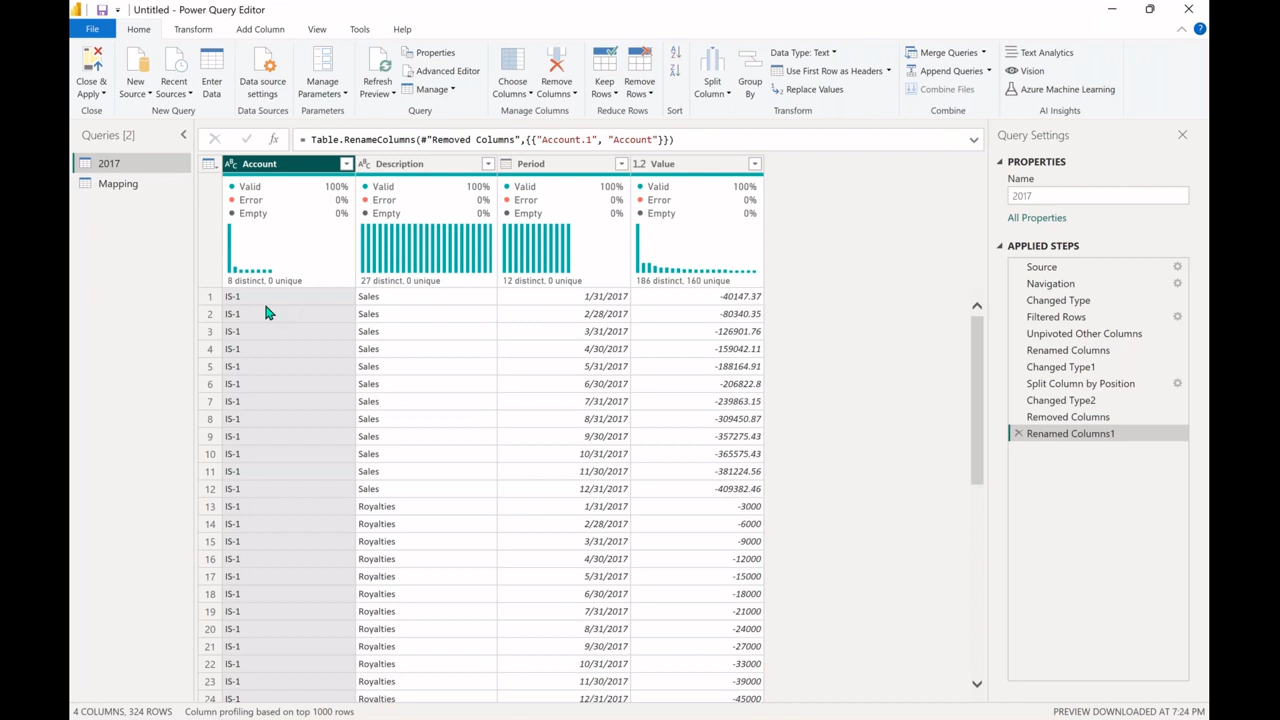 Untitled - Power Query Editor
File Home Transform Add Column View Tools Help
Close & Apply
New Source
Recent Sources
Enter Data
Data source settings
Manage Parameters
Refresh Preview
Properties
Advanced Editor
Manage
Choose Columns
Remove Columns
Keep Rows
Remove Rows
Split Column
Group By
Data Type: Text
Use First Row as Headers
Replace Values
Merge Queries
Append Queries
Combine Files
Text Analytics
Vision
Azure Machine Learning
Close New Query Data Sources Parameters Query Manage Columns Reduce Rows Sort Transform Combine AI Insights
Queries [2]
2017
Mapping
fx = Table.RenameColumns(#"Removed Columns",{{"Account.1", "Account"}})
ABC Account ABC Description Period 1.2 Value
Valid 100% Valid 100% Valid 100% Valid 100%
Error 0% Error 0% Error 0% Error 0%
Empty 0% Empty 0% Empty 0% Empty 0%
8 distinct, 0 unique 27 distinct, 0 unique 12 distinct, 0 unique 186 distinct, 160 unique
1 IS-1 Sales 1/31/2017 -40147.37
2 IS-1 Sales 2/28/2017 -80340.35
3 IS-1 Sales 3/31/2017 -126901.76
4 IS-1 Sales 4/30/2017 -159042.11
5 IS-1 Sales 5/31/2017 -188164.91
6 IS-1 Sales 6/30/2017 -206822.8
7 IS-1 Sales 7/31/2017 -239863.15
8 IS-1 Sales 8/31/2017 -309450.87
9 IS-1 Sales 9/30/2017 -357275.43
10 IS-1 Sales 10/31/2017 -365575.43
11 IS-1 Sales 11/30/2017 -381224.56
12 IS-1 Sales 12/31/2017 -409382.46
13 IS-1 Royalties 1/31/2017 -3000
14 IS-1 Royalties 2/28/2017 -6000
15 IS-1 Royalties 3/31/2017 -9000
16 IS-1 Royalties 4/30/2017 -12000
17 IS-1 Royalties 5/31/2017 -15000
18 IS-1 Royalties 6/30/2017 -18000
19 IS-1 Royalties 7/31/2017 -21000
20 IS-1 Royalties 8/31/2017 -24000
21 IS-1 Royalties 9/30/2017 -27000
22 IS-1 Royalties 10/31/2017 -33000
23 IS-1 Royalties 11/30/2017 -39000
24 IS-1 Royalties 12/31/2017 -45000
Query Settings
PROPERTIES
Name
2017
All Properties
APPLIED STEPS
Source
Navigation
Changed Type
Filtered Rows
Unpivoted Other Columns
Renamed Columns
Changed Type1
Split Column by Position
Changed Type2
Removed Columns
Renamed Columns1
4 COLUMNS, 324 ROWS Column profiling based on top 1000 rows PREVIEW DOWNLOADED AT 7:24 PM